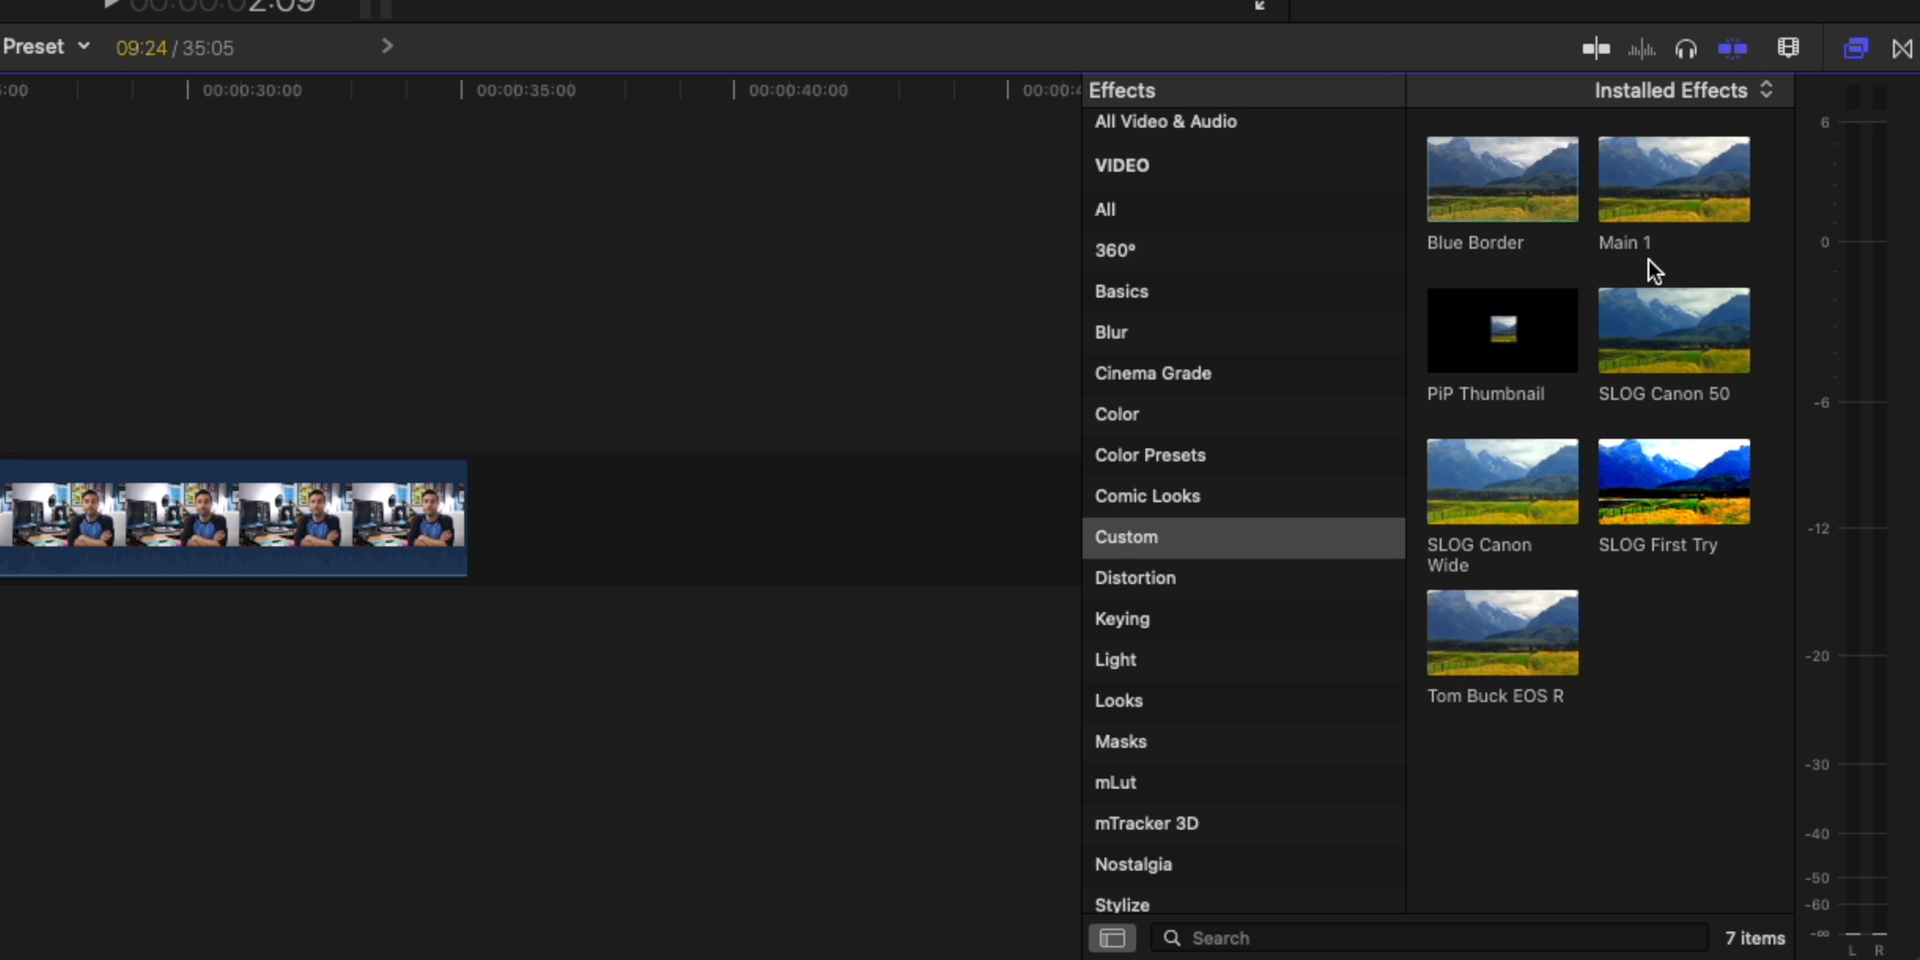 Preset
09:24 / 35:05
00:00:30:00
00:00:35:00
00:00:40:00
Effects
Installed Effects
All Video & Audio
VIDEO
All
360°
Basics
Blur
Cinema Grade
Color
Color Presets
Comic Looks
Custom
Distortion
Keying
Light
Looks
Masks
mLut
mTracker 3D
Nostalgia
Stylize
Blue Border
Main 1
PiP Thumbnail
SLOG Canon 50
SLOG Canon
Wide
SLOG First Try
Tom Buck EOS R
Search
7 items
6
0
-6
-12
-20
-30
-40
-50
-60
-∞
L R